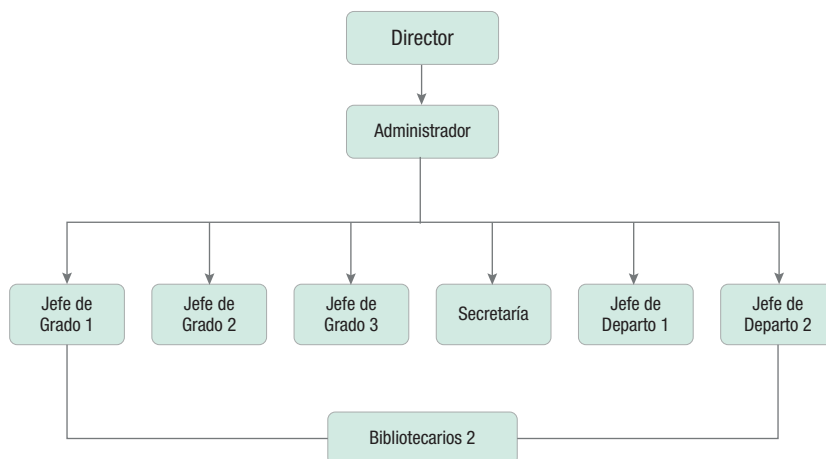 Director
Administrador
Jefe de
Grado 1
Jefe de
Grado 2
Jefe de
Grado 3
Secretaría
Jefe de
Departo 1
Jefe de
Departo 2
Bibliotecarios 2